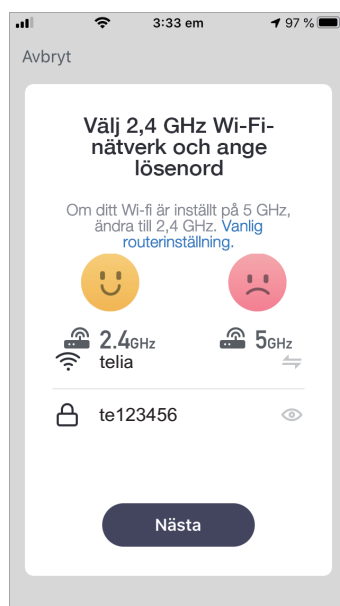 3:33 em
97 %
Avbryt
Välj 2,4 GHz Wi-Fi-
nätverk och ange
lösenord
Om ditt Wi-fi är inställt på 5 GHz,
ändra till 2,4 GHz. Vanlig
routerinställning.
2.4GHz
5GHz
telia
te123456
Nästa